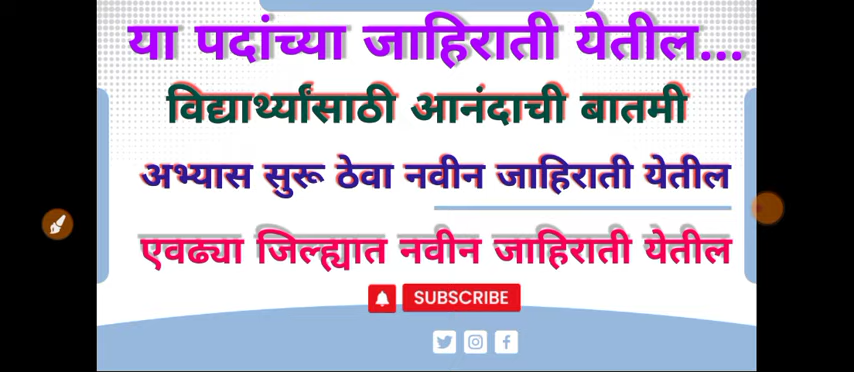 या पदांच्या जाहिराती येतील...
विद्यार्थ्यांसाठी आनंदाची बातमी
अभ्यास सुरू ठेवा नवीन जाहिराती येतील
एवढ्या जिल्ह्यात नवीन जाहिराती येतील
SUBSCRIBE